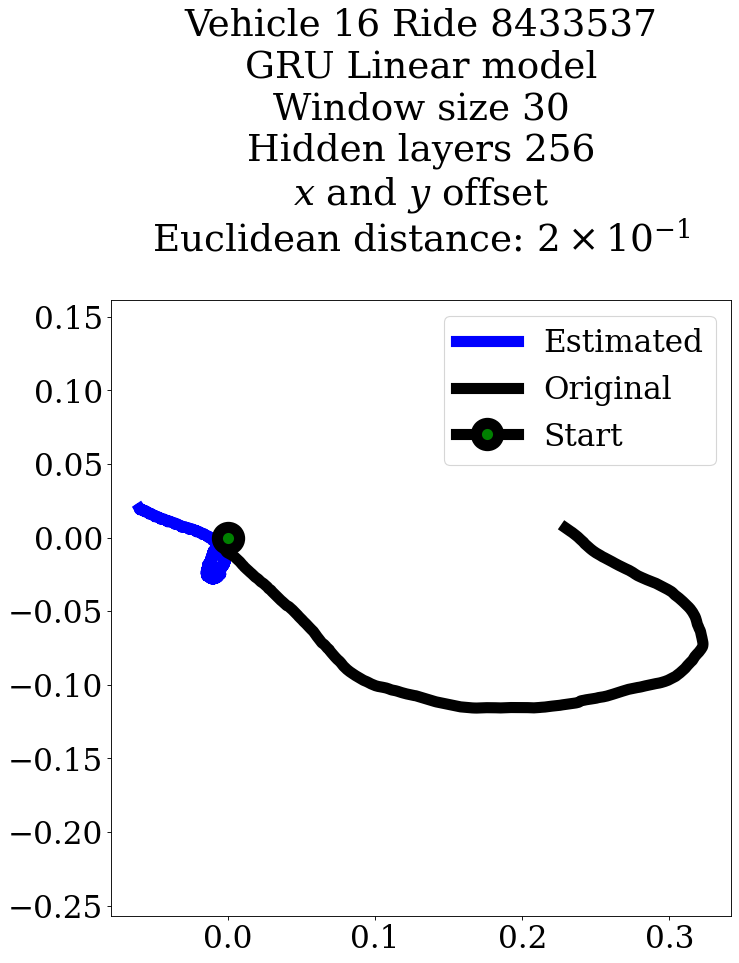 Vehicle 16 Ride 8433537
GRU Linear model
Window size 30
Hidden layers 256
x and y offset
Euclidean distance: 2 × 10⁻¹
Estimated
Original
Start
0.15
0.10
0.05
0.00
−0.05
−0.10
−0.15
−0.20
−0.25
0.0 0.1 0.2 0.3